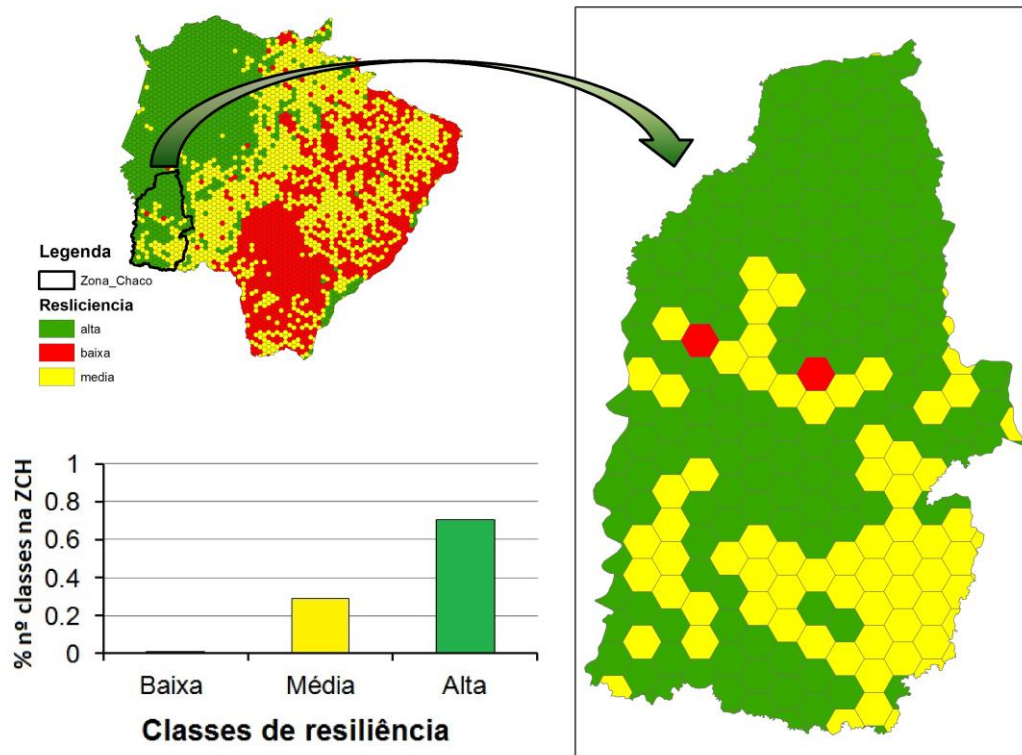 Legenda
Zona_Chaco
Resliciencia
alta
baixa
media
% nº classes na ZCH
1
0.8
0.6
0.4
0.2
0
Baixa Média Alta
Classes de resiliência